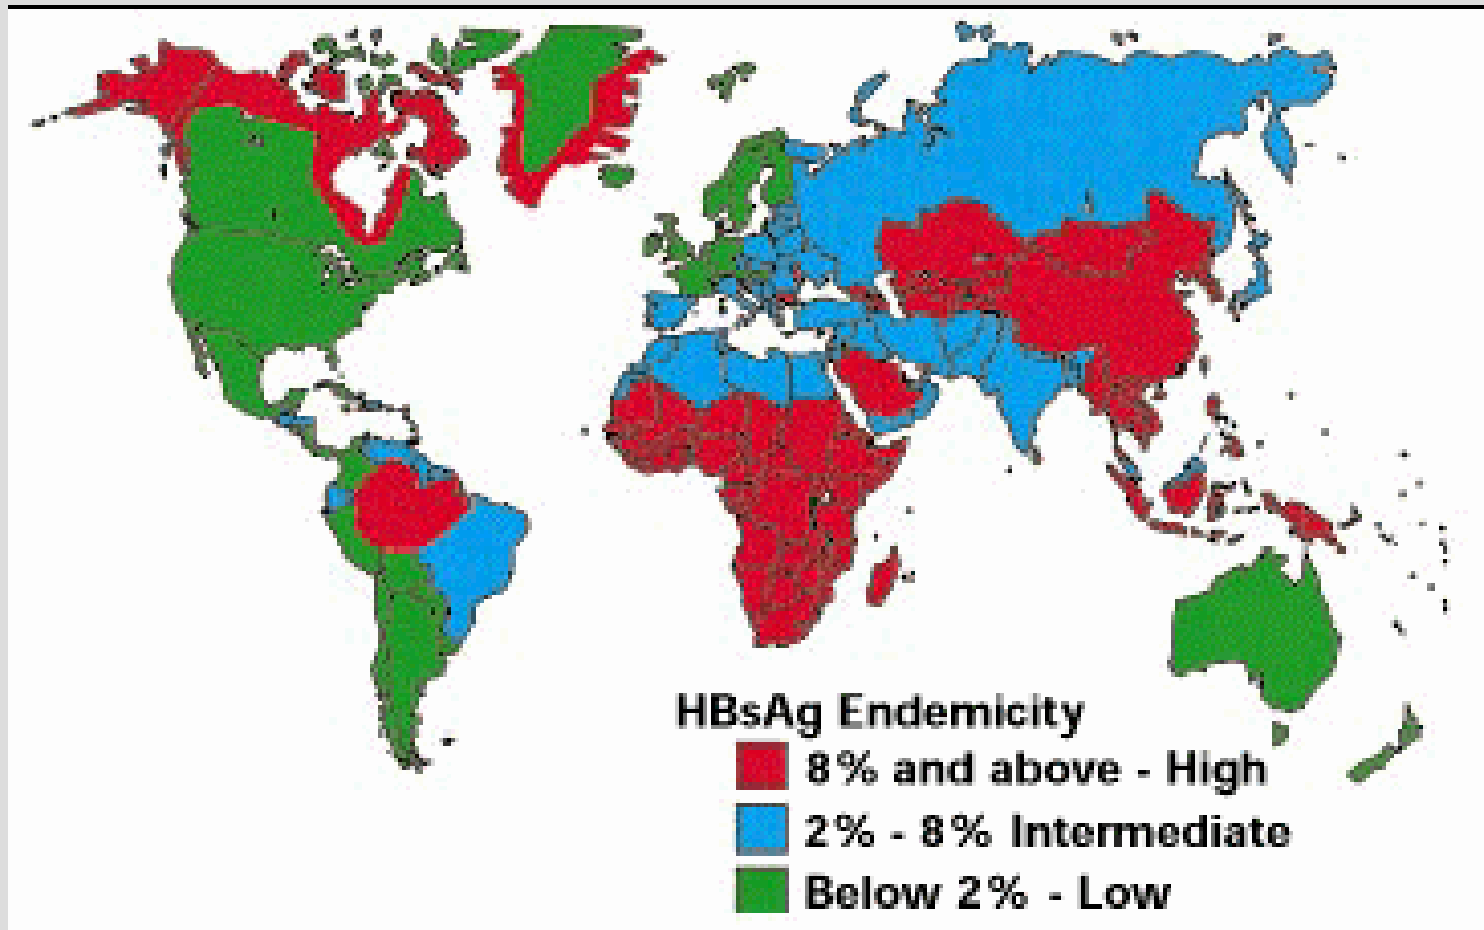 HBsAg Endemicity
8% and above - High
2% - 8% Intermediate
Below 2% - Low